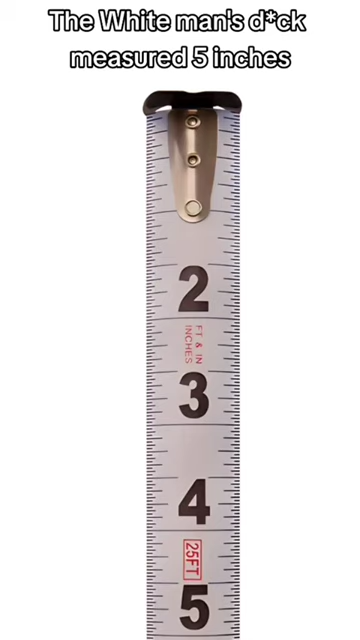 The White man's d*ck
measured 5 inches
2
FT & IN
INCHES
3
4
25FT
5